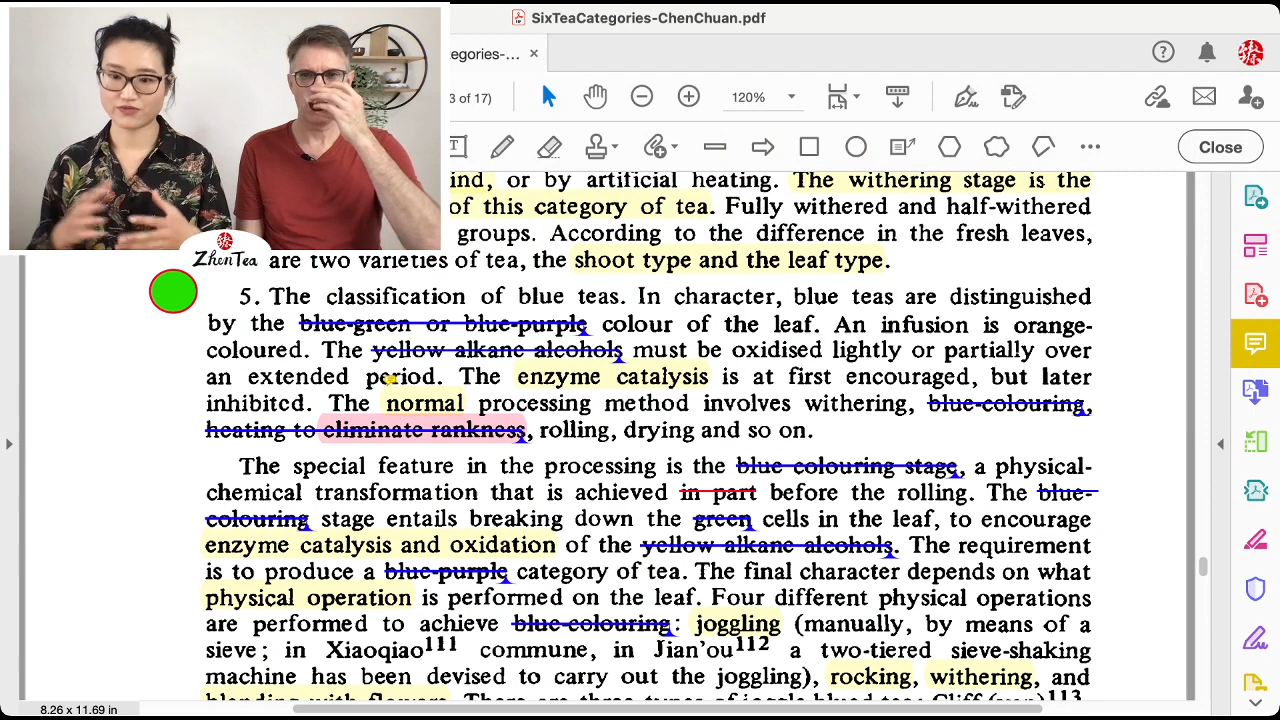 SixTeaCategories-ChenChuan.pdf
egories-... ×
3 of 17)
120%
Close
ind, or by artificial heating. The withering stage is the
of this category of tea. Fully withered and half-withered
groups. According to the difference in the fresh leaves,
ZhenTea
are two varieties of tea, the shoot type and the leaf type.
5. The classification of blue teas. In character, blue teas are distinguished
by the blue-green or blue-purple colour of the leaf. An infusion is orange-
coloured. The yellow alkane alcohols must be oxidised lightly or partially over
an extended period. The enzyme catalysis is at first encouraged, but later
inhibited. The normal processing method involves withering, blue-colouring,
heating to eliminate rankness, rolling, drying and so on.
The special feature in the processing is the blue colouring stage, a physical-
chemical transformation that is achieved in part before the rolling. The blue-
colouring stage entails breaking down the green cells in the leaf, to encourage
enzyme catalysis and oxidation of the yellow alkane alcohols. The requirement
is to produce a blue-purple category of tea. The final character depends on what
physical operation is performed on the leaf. Four different physical operations
are performed to achieve blue-colouring: joggling (manually, by means of a
sieve; in Xiaoqiao111 commune, in Jian'ou112 a two-tiered sieve-shaking
machine has been devised to carry out the joggling), rocking, withering, and
blending with flowers. There are three types of
8.26 x 11.69 in